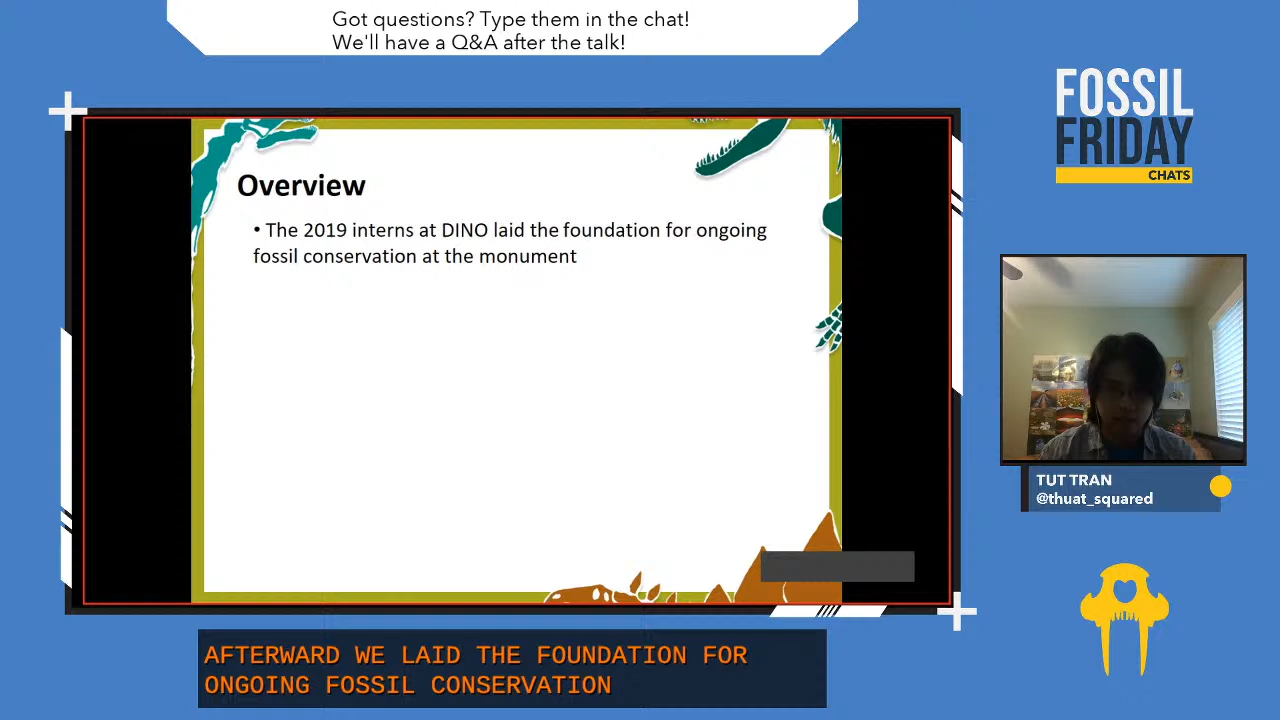 Got questions? Type them in the chat!
We'll have a Q&A after the talk!
FOSSIL
FRIDAY
CHATS
Overview
• The 2019 interns at DINO laid the foundation for ongoing
fossil conservation at the monument
TUT TRAN
@thuat_squared
AFTERWARD WE LAID THE FOUNDATION FOR
ONGOING FOSSIL CONSERVATION